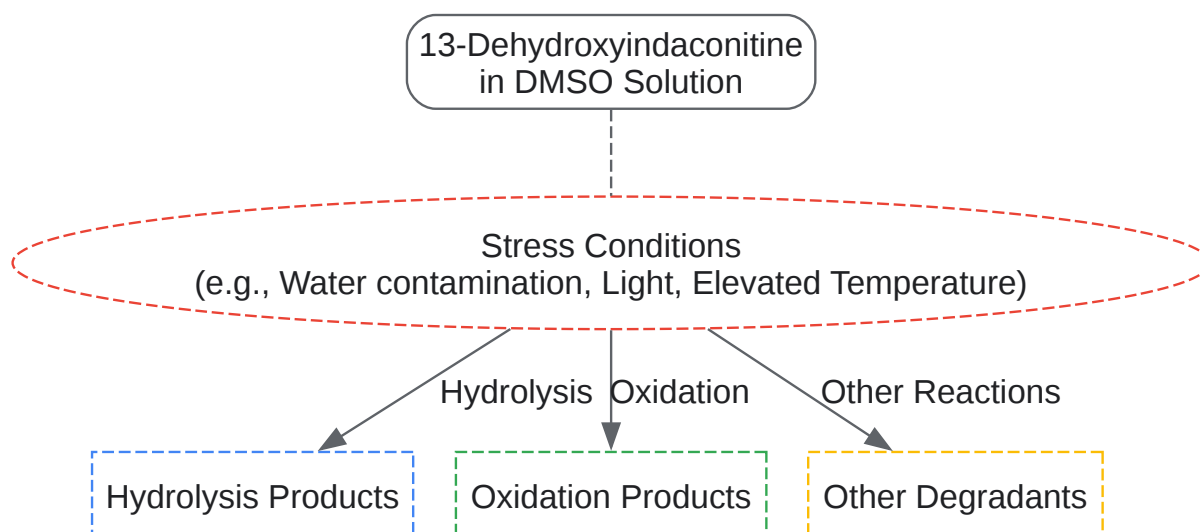 13-Dehydroxyindaconitine
in DMSO Solution
Stress Conditions
(e.g., Water contamination, Light, Elevated Temperature)
Hydrolysis
Oxidation
Other Reactions
Hydrolysis Products
Oxidation Products
Other Degradants